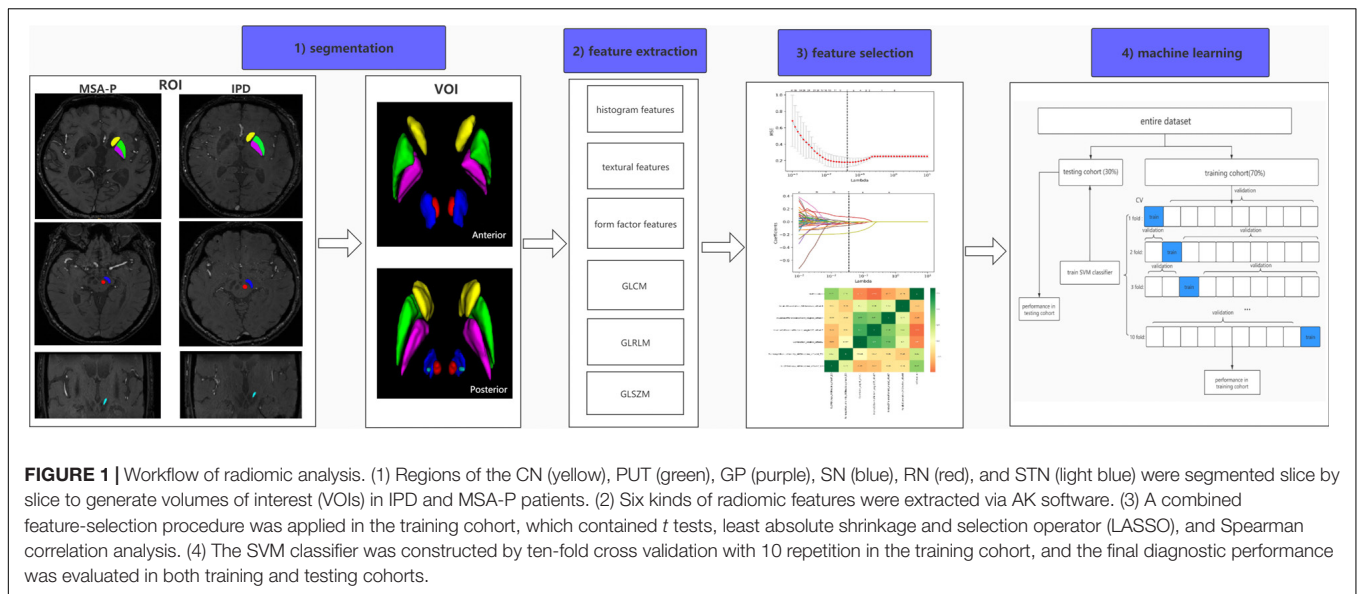 1) segmentation
2) feature extraction
3) feature selection
4) machine learning
ROI
MSA-P
IPD
VOI
Anterior
Posterior
histogram features
textural features
form factor features
GLCM
GLRLM
GLSZM
MSE
Lambda
Coefficients
Lambda
entire dataset
testing cohort (30%)
training cohort(70%)
validation
CV
1 fold
train
validation
validation
2 fold
train
validation
validation
3 fold
train
train SVM classifier
validation
...
10 fold
train
performance in
testing cohort
performance in
training cohort
FIGURE 1 | Workflow of radiomic analysis. (1) Regions of the CN (yellow), PUT (green), GP (purple), SN (blue), RN (red), and STN (light blue) were segmented slice by
slice to generate volumes of interest (VOIs) in IPD and MSA-P patients. (2) Six kinds of radiomic features were extracted via AK software. (3) A combined
feature-selection procedure was applied in the training cohort, which contained t tests, least absolute shrinkage and selection operator (LASSO), and Spearman
correlation analysis. (4) The SVM classifier was constructed by ten-fold cross validation with 10 repetition in the training cohort, and the final diagnostic performance
was evaluated in both training and testing cohorts.